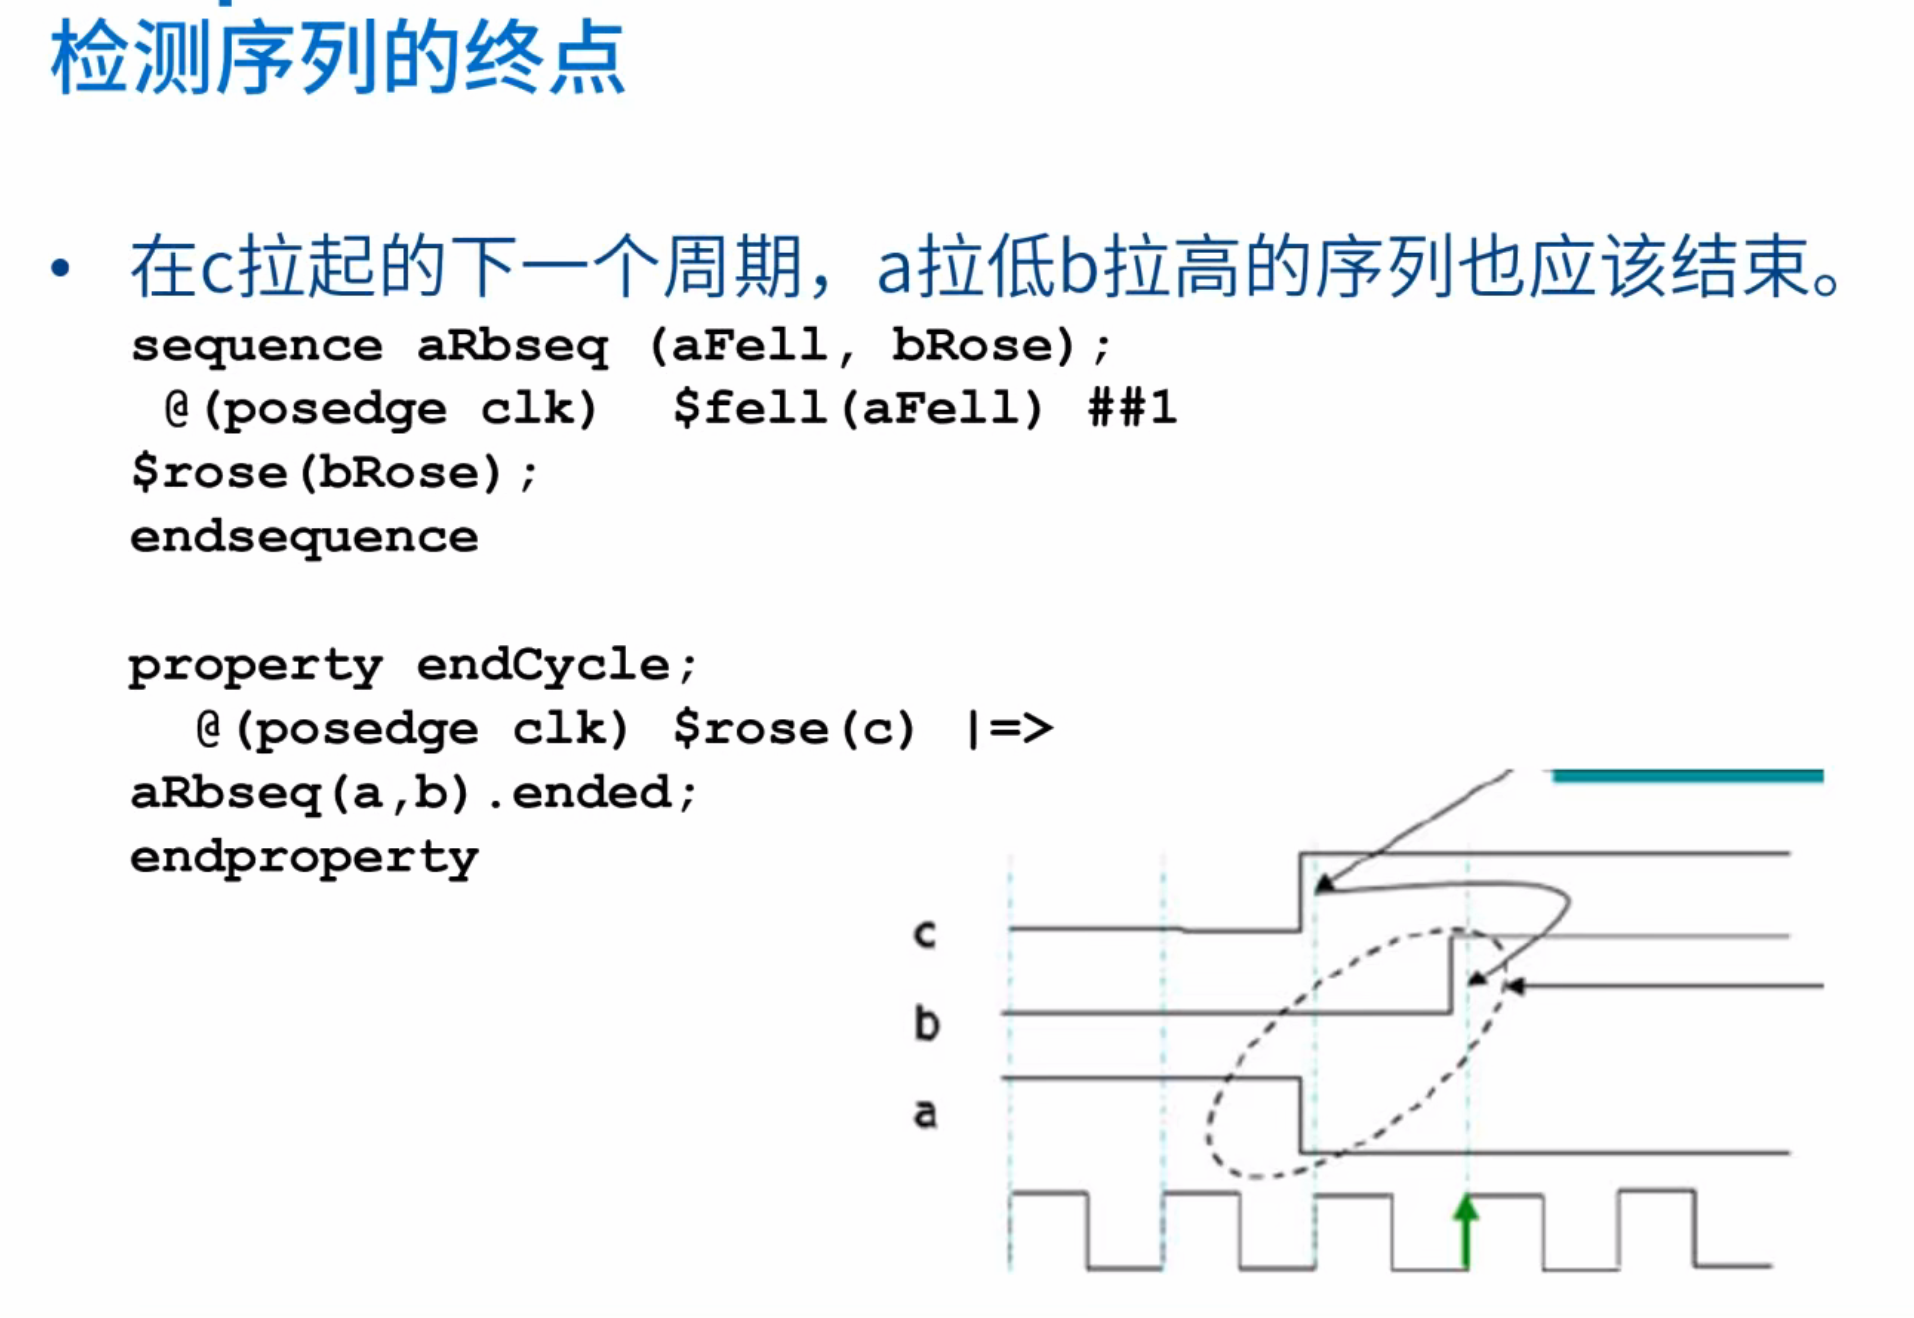 检测序列的终点
• 在c拉起的下一个周期，a拉低b拉高的序列也应该结束。
sequence aRbseq (aFell, bRose);
@(posedge clk) $fell(aFell) ##1
$rose(bRose);
endsequence
property endCycle;
@(posedge clk) $rose(c) |=>
aRbseq(a,b).ended;
endproperty
c
b
a